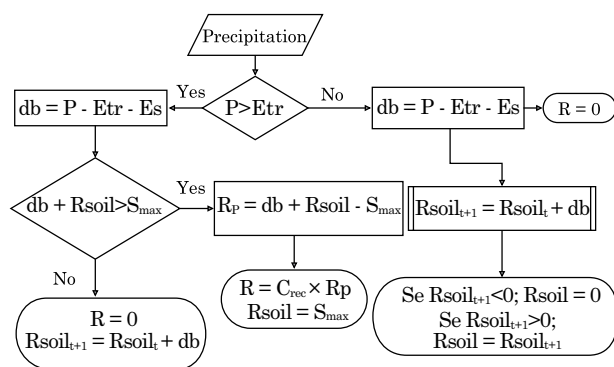 Precipitation
Yes
P>Etr
No
db = P - Etr - Es
db = P - Etr - Es
R = 0
db + Rsoil>Sₘₐₓ
Yes
R_P = db + Rsoil - Sₘₐₓ
Rsoilₜ₊₁ = Rsoilₜ + db
No
R = 0
Rsoilₜ₊₁ = Rsoilₜ + db
R = C_rec × Rp
Rsoil = Sₘₐₓ
Se Rsoilₜ₊₁<0; Rsoil = 0
Se Rsoilₜ₊₁>0;
Rsoil = Rsoilₜ₊₁